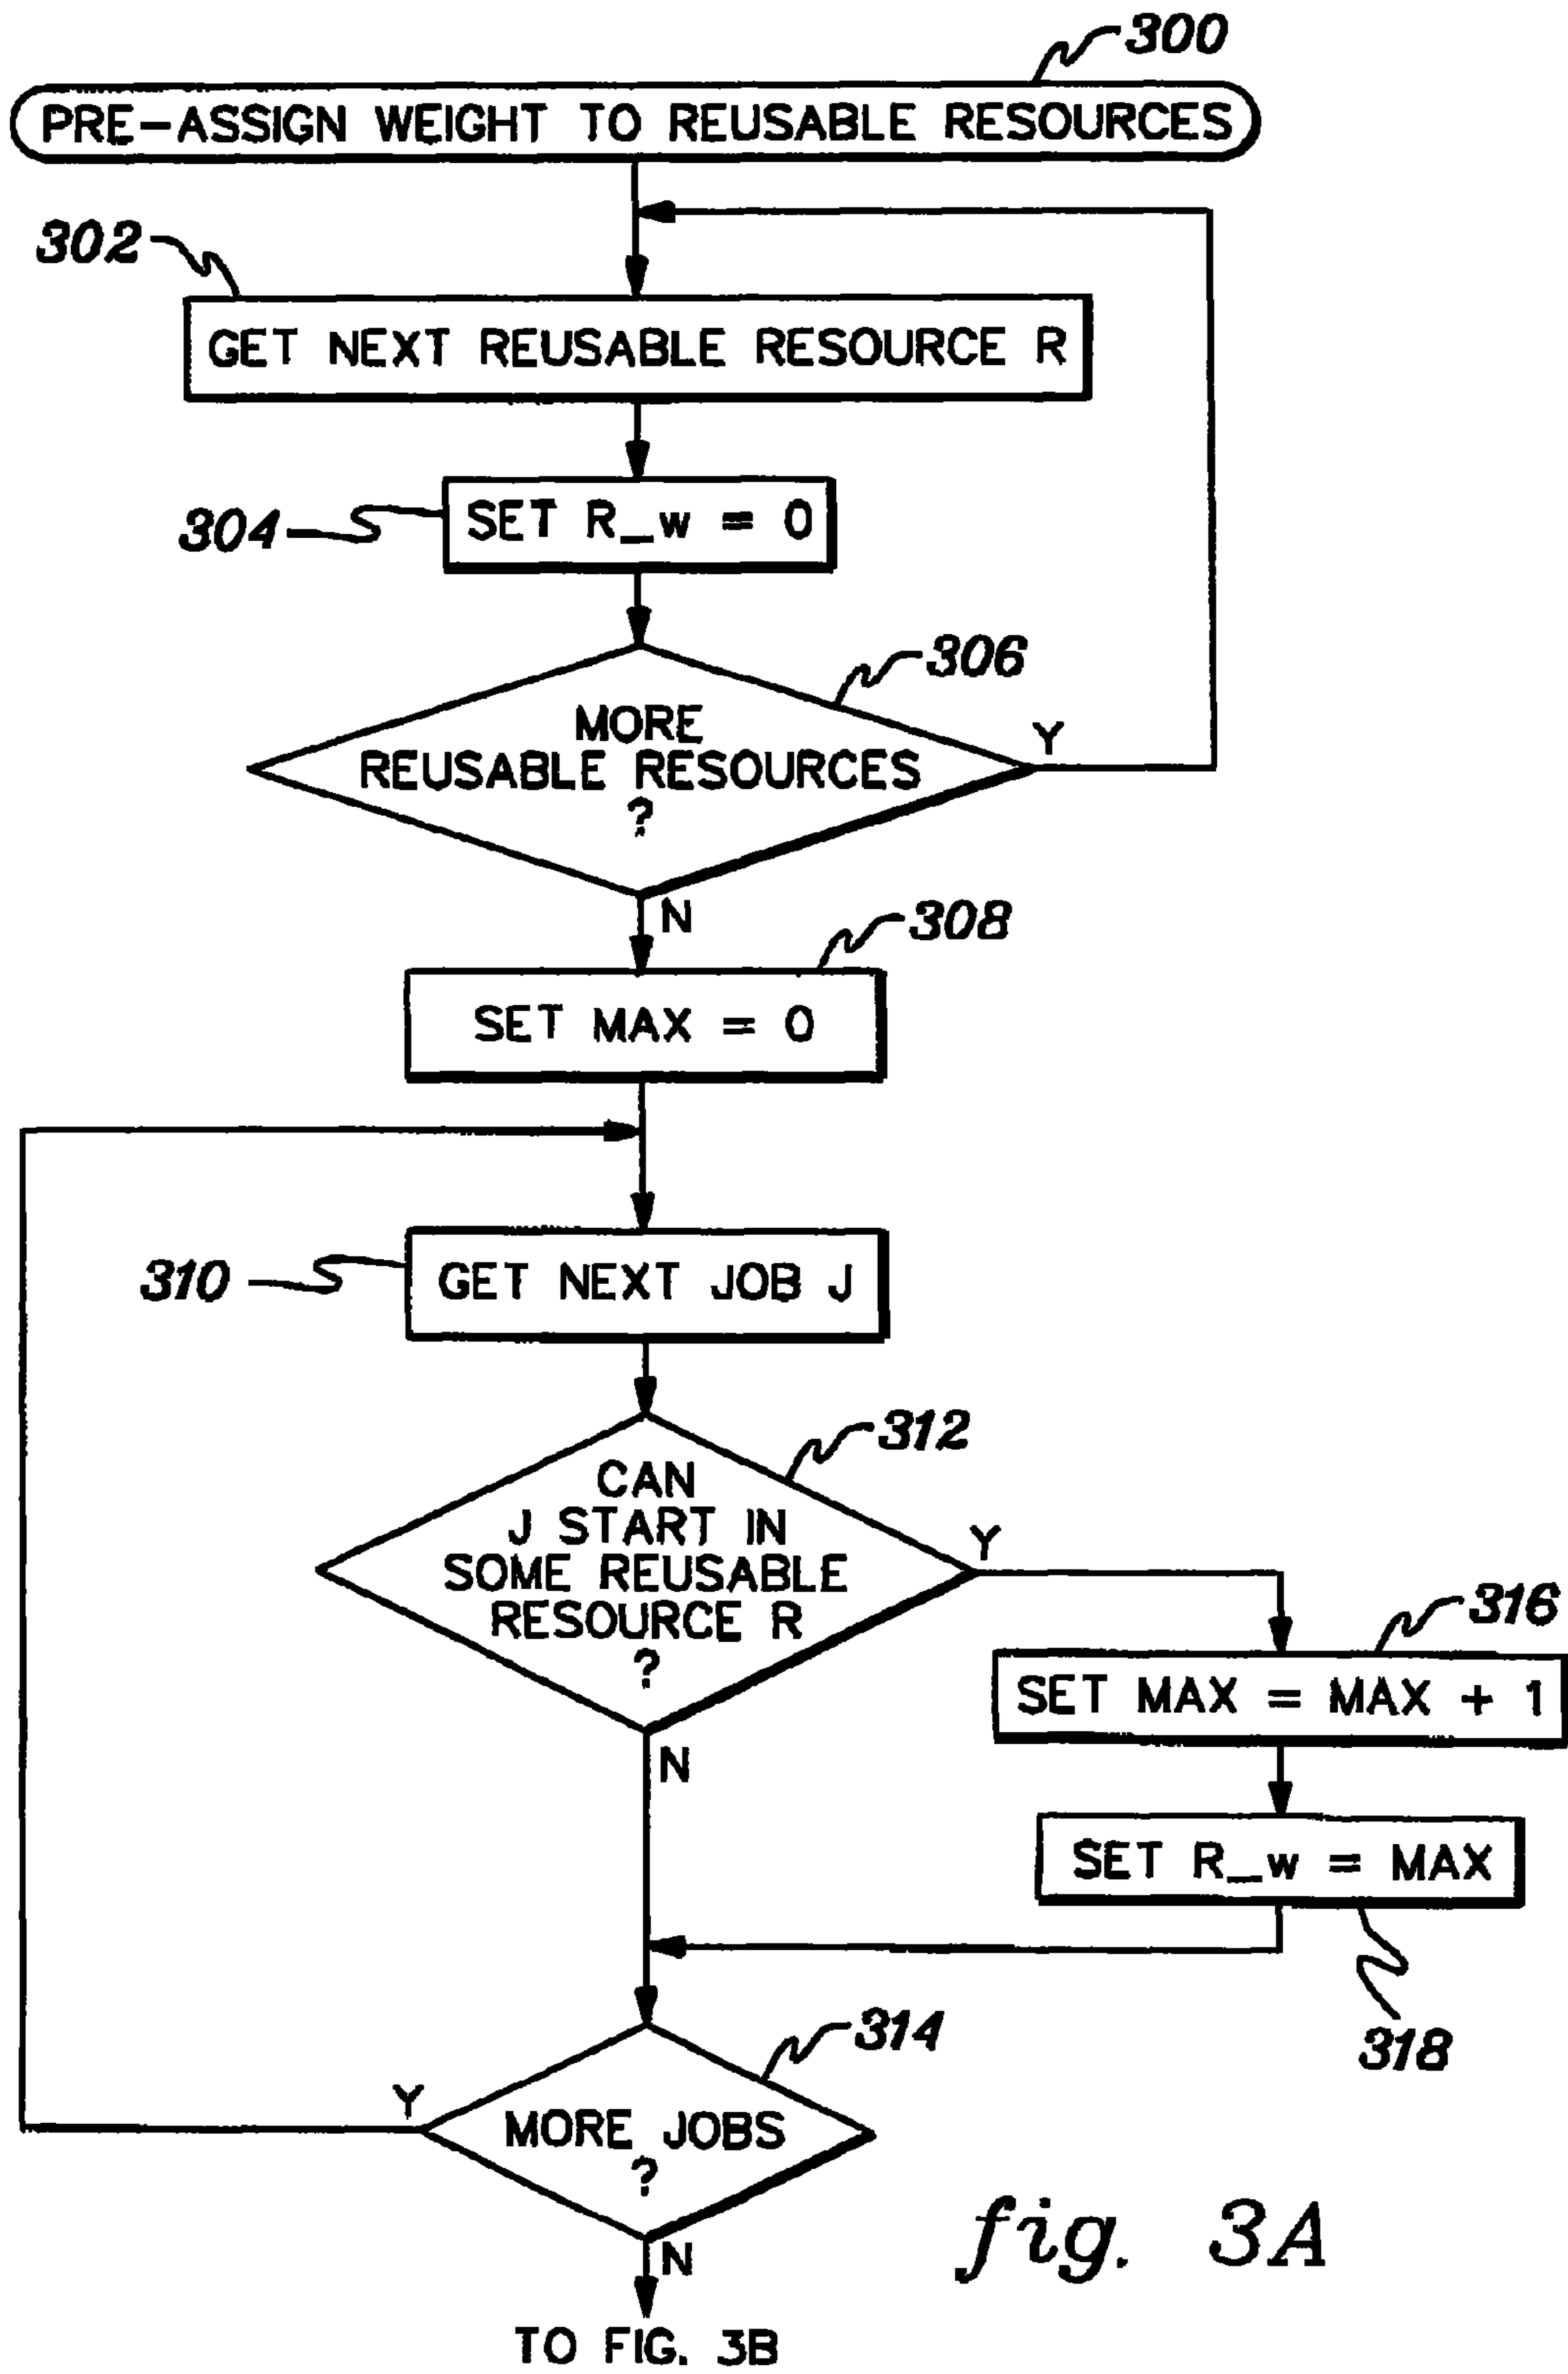 300
PRE-ASSIGN WEIGHT TO REUSABLE RESOURCES
302
GET NEXT REUSABLE RESOURCE R
304
SET R_w = 0
306
MORE
REUSABLE RESOURCES
?
Y
N
308
SET MAX = 0
310
GET NEXT JOB J
312
CAN
J START IN
SOME REUSABLE
RESOURCE R
?
Y
N
316
SET MAX = MAX + 1
SET R_w = MAX
318
314
MORE JOBS
?
Y
N
TO FIG. 3B
fig. 3A